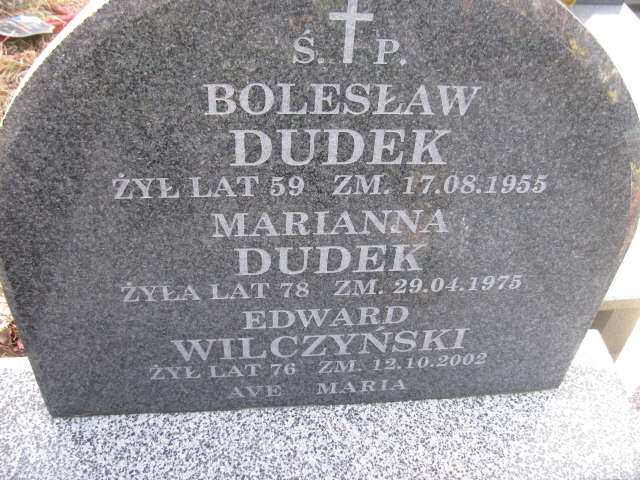 Ś. P.
BOLESŁAW
DUDEK
ŻYŁ LAT 59 ZM. 17.08.1955
MARIANNA
DUDEK
ŻYŁA LAT 78 ZM. 29.04.1975
EDWARD
WILCZYŃSKI
ŻYŁ LAT 76 ZM. 12.10.2002
AVE MARIA